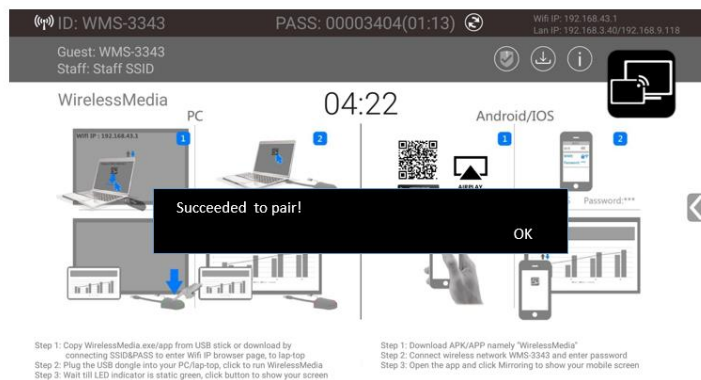 ID: WMS-3343
PASS: 00003404(01:13)
Wifi IP: 192.168.43.1
Lan IP: 192.168.3.40/192.168.9.118
Guest: WMS-3343
Staff: Staff SSID
WirelessMedia
04:22
PC
Android/IOS
Wifi IP : 192.168.43.1
1
2
1
2
AIRPLAY
Password:***
Succeeded to pair!
OK
Step 1: Copy WirelessMedia.exe/app from USB stick or download by
connecting SSID&PASS to enter Wifi IP browser page, to lap-top
Step 2: Plug the USB dongle into your PC/lap-top, click to run WirelessMedia
Step 3: Wait till LED indicator is static green, click button to show your screen
Step 1: Download APK/APP namely "WirelessMedia"
Step 2: Connect wireless network WMS-3343 and enter password
Step 3: Open the app and click Mirroring to show your mobile screen